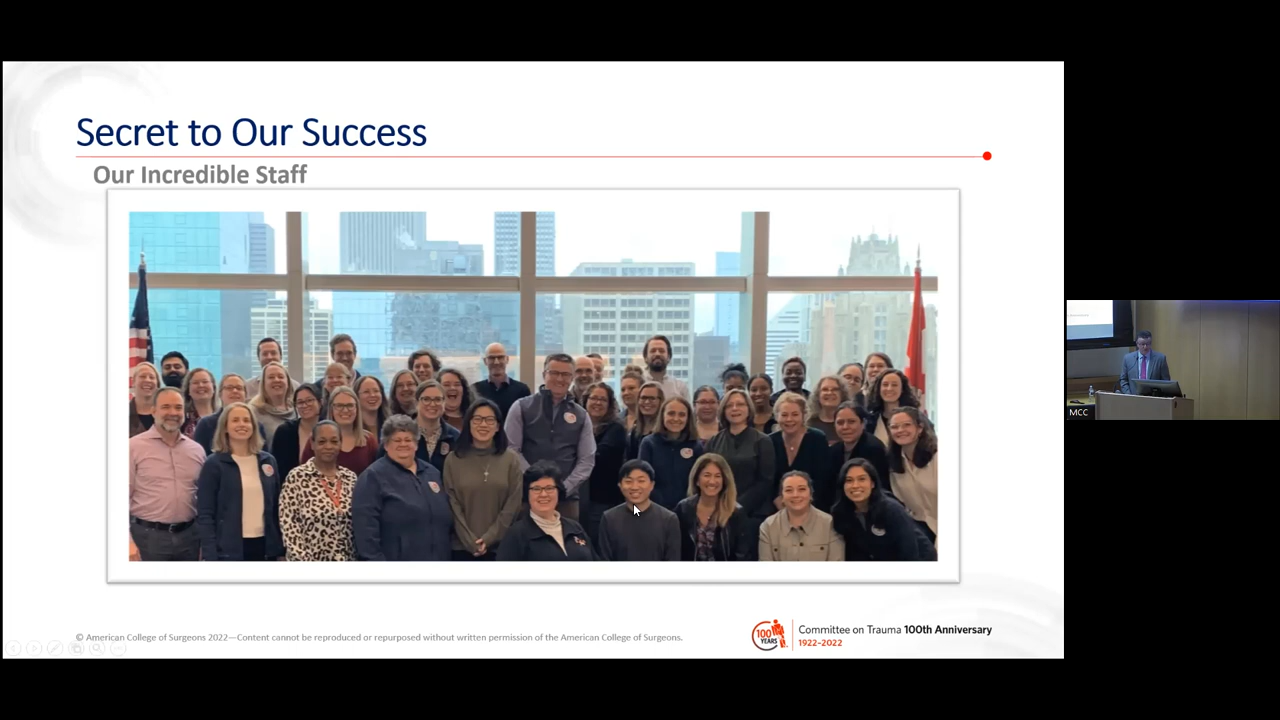 Secret to Our Success
Our Incredible Staff
© American College of Surgeons 2022—Content cannot be reproduced or repurposed without written permission of the American College of Surgeons.
100
YEARS
Committee on Trauma 100th Anniversary
1922-2022
MCC